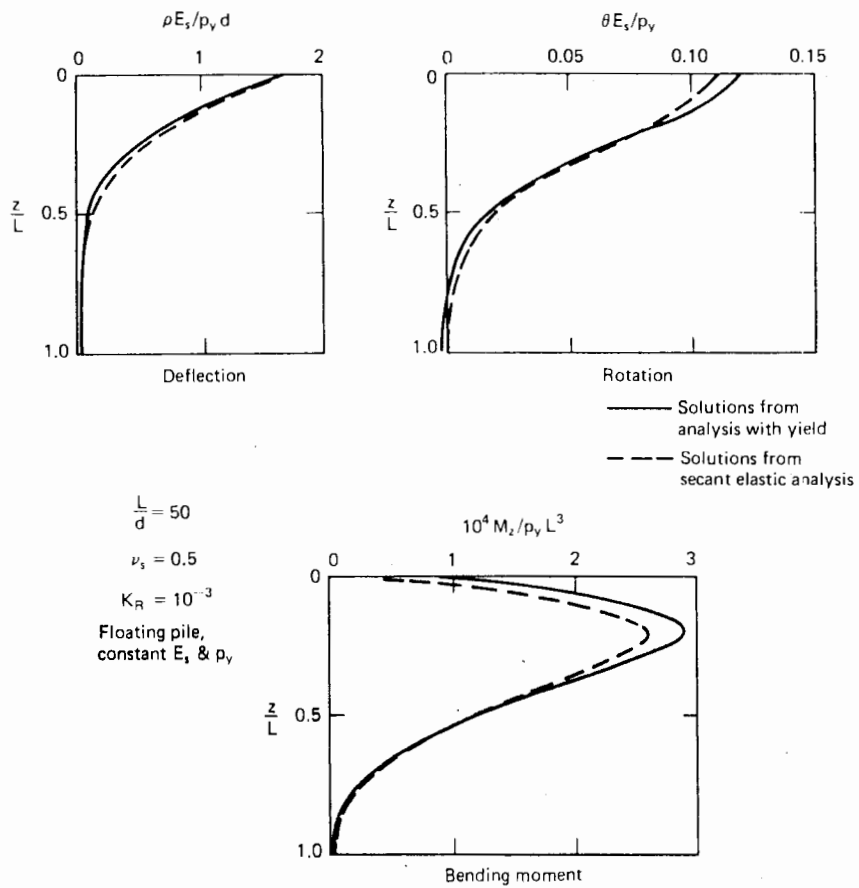 ρE_s/p_y d
0 1 2
0
z/L 0.5
1.0
Deflection
θE_s/p_y
0 0.05 0.10 0.15
0
z/L 0.5
1.0
Rotation
Solutions from
analysis with yield
Solutions from
secant elastic analysis
L/d = 50
ν_s = 0.5
K_R = 10^-3
Floating pile,
constant E_s & p_y
10^4 M_z/p_y L^3
0 1 2 3
0
z/L 0.5
1.0
Bending moment